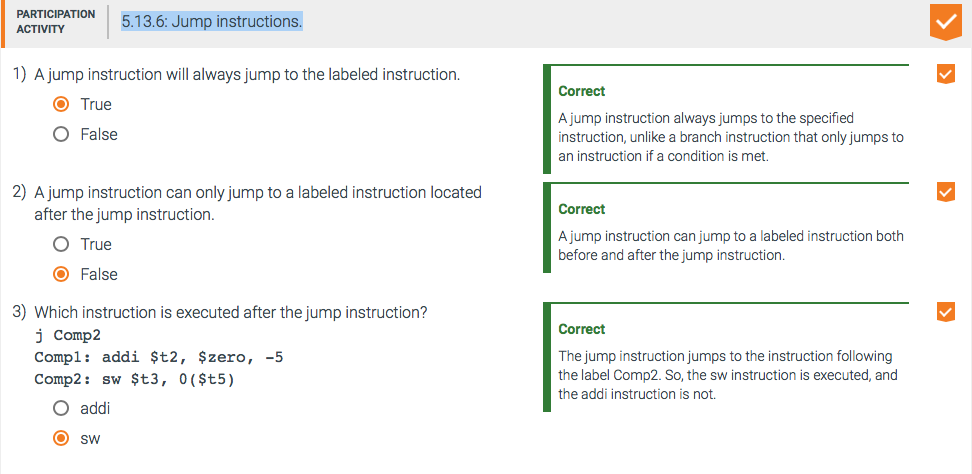 PARTICIPATION
ACTIVITY
5.13.6: Jump instructions.
1) A jump instruction will always jump to the labeled instruction.
True
False
Correct
A jump instruction always jumps to the specified
instruction, unlike a branch instruction that only jumps to
an instruction if a condition is met.
2) A jump instruction can only jump to a labeled instruction located
after the jump instruction.
True
False
Correct
A jump instruction can jump to a labeled instruction both
before and after the jump instruction.
3) Which instruction is executed after the jump instruction?
j Comp2
Comp1: addi $t2, $zero, -5
Comp2: sw $t3, 0($t5)
addi
sw
Correct
The jump instruction jumps to the instruction following
the label Comp2. So, the sw instruction is executed, and
the addi instruction is not.